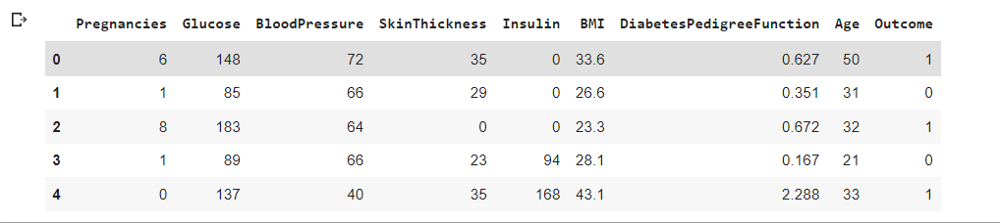 Pregnancies Glucose BloodPressure SkinThickness Insulin BMI DiabetesPedigreeFunction Age Outcome
0 6 148 72 35 0 33.6 0.627 50 1
1 1 85 66 29 0 26.6 0.351 31 0
2 8 183 64 0 0 23.3 0.672 32 1
3 1 89 66 23 94 28.1 0.167 21 0
4 0 137 40 35 168 43.1 2.288 33 1